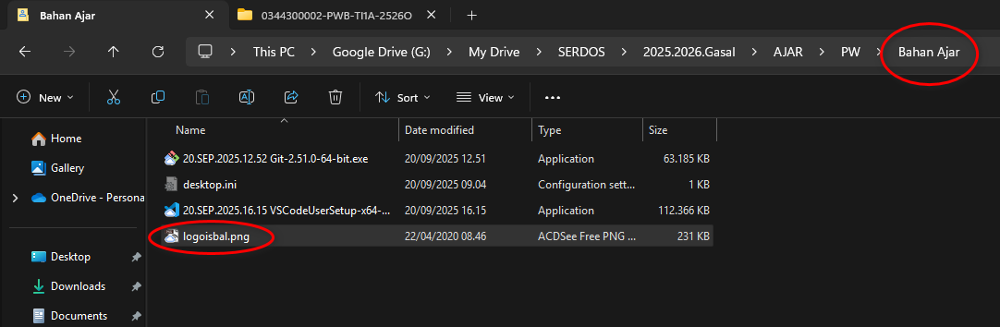 Bahan Ajar
0344300002-PWB-TI1A-2526O
This PC > Google Drive (G:) > My Drive > SERDOS > 2025.2026.Gasal > AJAR > PW > Bahan Ajar
New Sort View
Name Date modified Type Size
Home
Gallery
OneDrive - Persona
Desktop
Downloads
Documents
20.SEP.2025.12.52 Git-2.51.0-64-bit.exe 20/09/2025 12.51 Application 63.185 KB
desktop.ini 20/09/2025 09.04 Configuration sett... 1 KB
20.SEP.2025.16.15 VSCodeUserSetup-x64-... 20/09/2025 16.15 Application 112.366 KB
logoisbal.png 22/04/2020 08.46 ACDSee Free PNG ... 231 KB